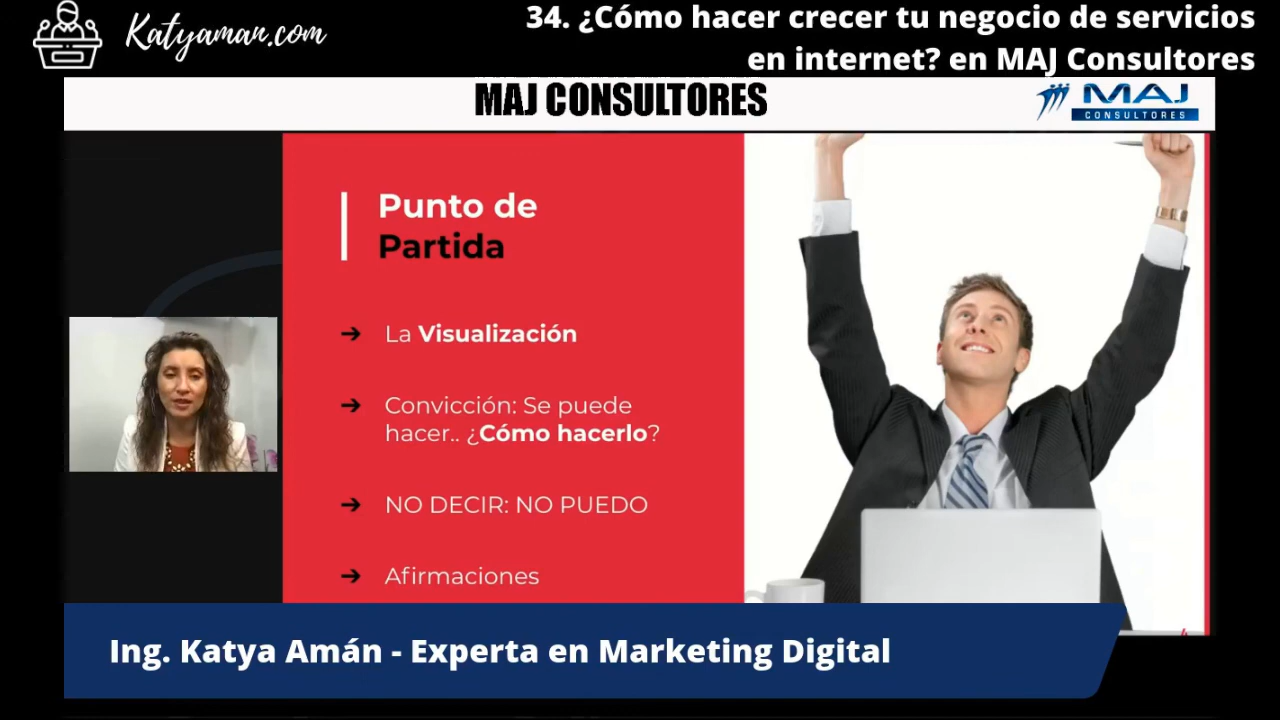 Katyaman.com
34. ¿Cómo hacer crecer tu negocio de servicios
en internet? en MAJ Consultores
MAJ CONSULTORES
MAJ
CONSULTORES
Punto de
Partida
➔ La Visualización
➔ Convicción: Se puede
hacer.. ¿Cómo hacerlo?
➔ NO DECIR: NO PUEDO
➔ Afirmaciones
Ing. Katya Amán - Experta en Marketing Digital